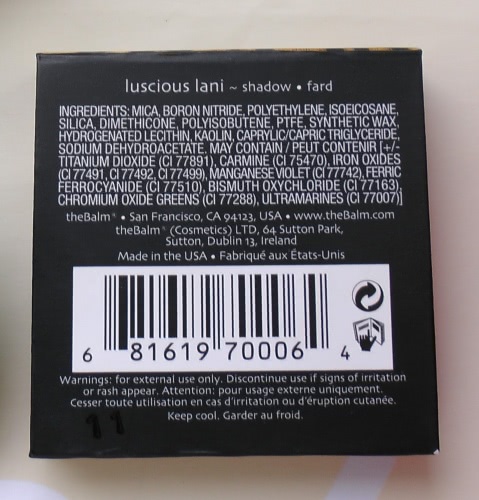 luscious lani ~ shadow • fard
INGREDIENTS: MICA, BORON NITRIDE, POLYETHYLENE, ISOEICOSANE,
SILICA, DIMETHICONE, POLYISOBUTENE, PTFE, SYNTHETIC WAX,
HYDROGENATED LECITHIN, KAOLIN, CAPRYLIC/CAPRIC TRIGLYCERIDE,
SODIUM DEHYDROACETATE. MAY CONTAIN / PEUT CONTENIR [+/-
TITANIUM DIOXIDE (CI 77891), CARMINE (CI 75470), IRON OXIDES
(CI 77491, CI 77492, CI 77499), MANGANESE VIOLET (CI 77742), FERRIC
FERROCYANIDE (CI 77510), BISMUTH OXYCHLORIDE (CI 77163),
CHROMIUM OXIDE GREENS (CI 77288), ULTRAMARINES (CI 77007)]
theBalm® • San Francisco, CA 94123, USA • www.theBalm.com
theBalm® (Cosmetics) LTD, 64 Sutton Park,
Sutton, Dublin 13, Ireland
Made in the USA • Fabriqué aux États-Unis
6 81619 70006 4
Warnings: for external use only. Discontinue use if signs of irritation
or rash appear. Attention: pour usage externe uniquement.
Cesser toute utilisation en cas d'irritation ou d'éruption cutanée.
Keep cool. Garder au froid.
11